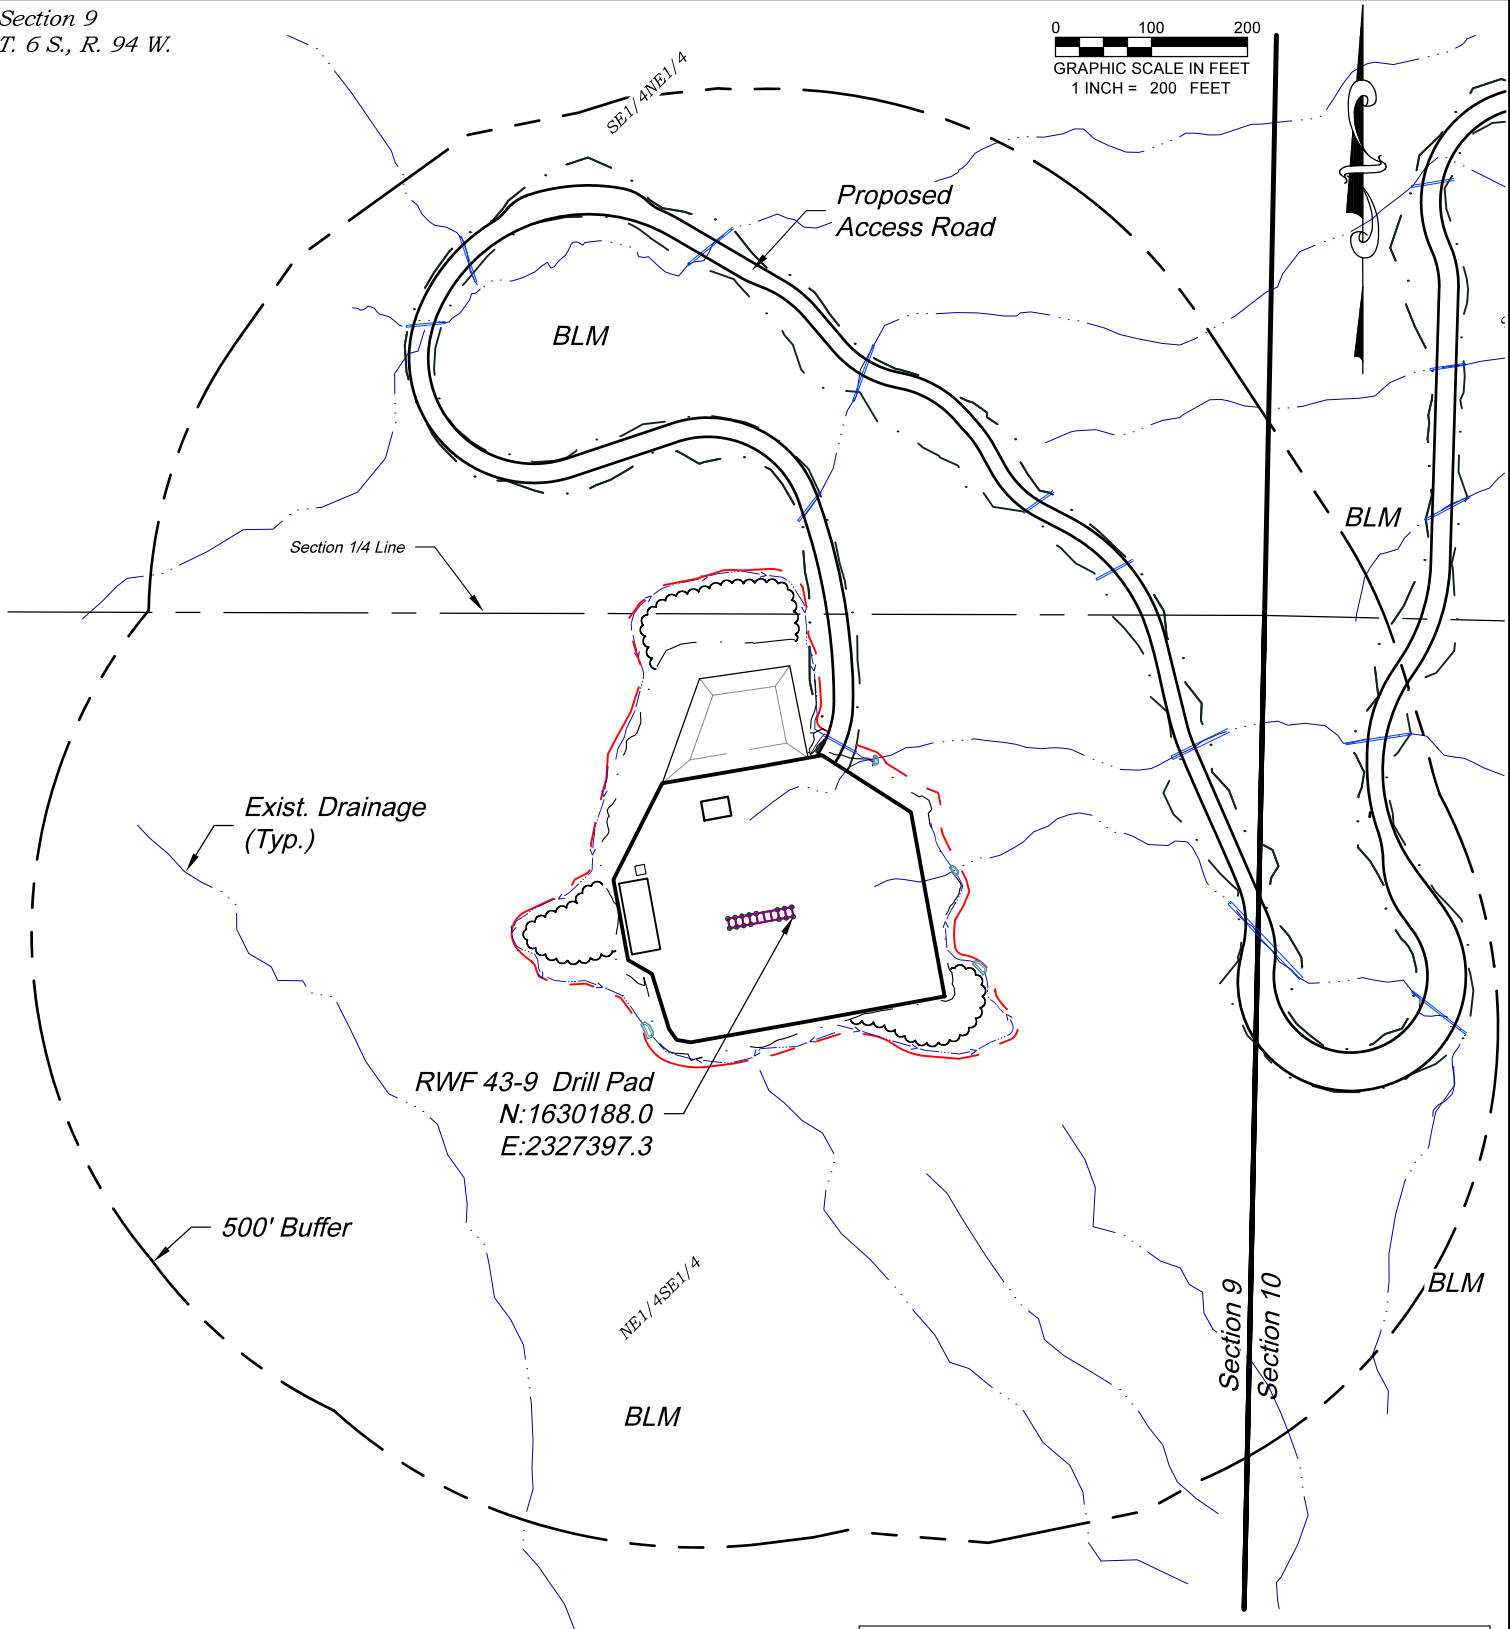 Section 9
T. 6 S., R. 94 W.
0 100 200
GRAPHIC SCALE IN FEET
1 INCH = 200 FEET
SE1/4NE1/4
Proposed
Access Road
BLM
BLM
Section 1/4 Line
Exist. Drainage
(Typ.)
RWF 43-9 Drill Pad
N:1630188.0
E:2327397.3
500' Buffer
NE1/4SE1/4
Section 9
Section 10
BLM
BLM